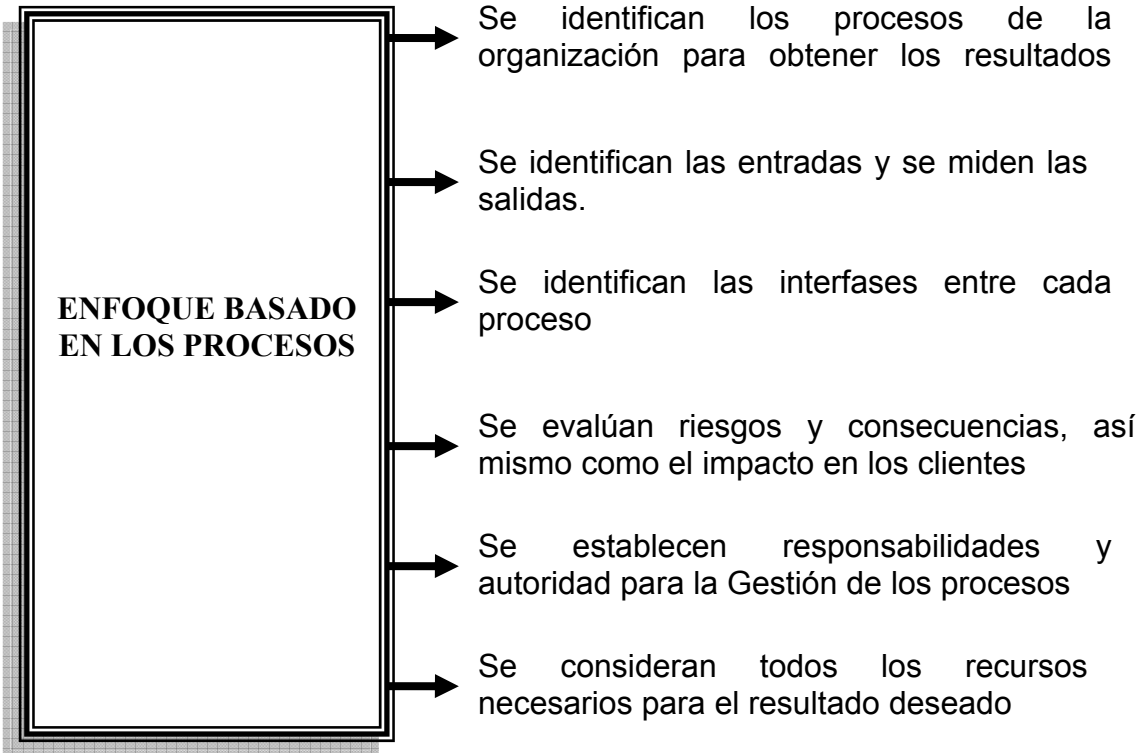 Se identifican los procesos de la
organización para obtener los resultados
Se identifican las entradas y se miden las
salidas.
Se identifican las interfases entre cada
proceso
ENFOQUE BASADO
EN LOS PROCESOS
Se evalúan riesgos y consecuencias, así
mismo como el impacto en los clientes
Se establecen responsabilidades y
autoridad para la Gestión de los procesos
Se consideran todos los recursos
necesarios para el resultado deseado